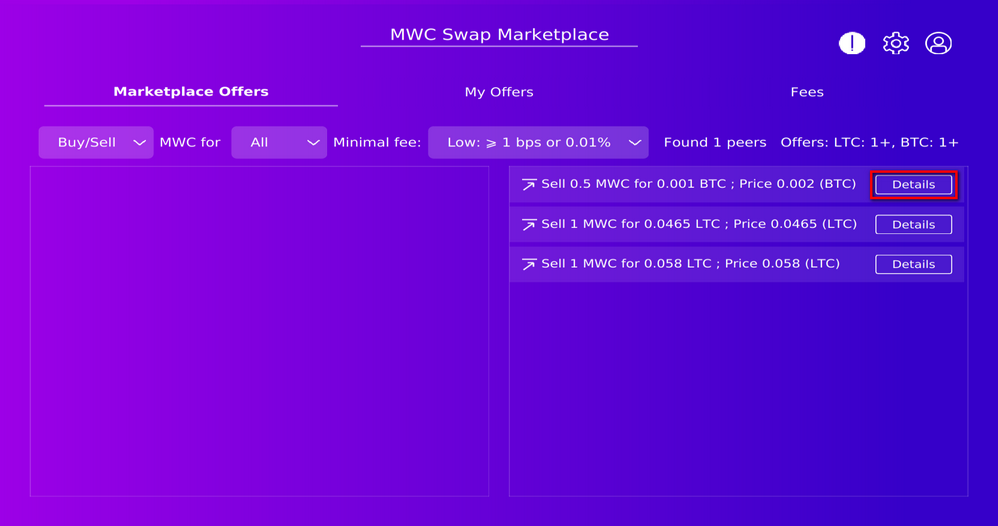 MWC Swap Marketplace
Marketplace Offers My Offers Fees
Buy/Sell MWC for All Minimal fee: Low: ⩾ 1 bps or 0.01% Found 1 peers Offers: LTC: 1+, BTC: 1+
Sell 0.5 MWC for 0.001 BTC ; Price 0.002 (BTC) Details
Sell 1 MWC for 0.0465 LTC ; Price 0.0465 (LTC) Details
Sell 1 MWC for 0.058 LTC ; Price 0.058 (LTC) Details